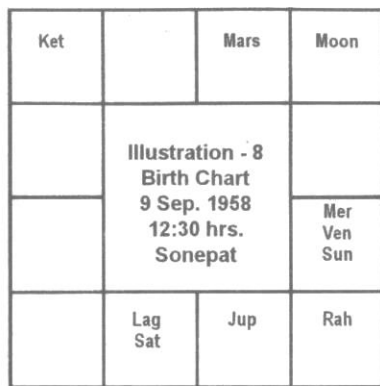 Ket
Mars
Moon
Illustration - 8
Birth Chart
9 Sep. 1958
12:30 hrs.
Sonepat
Mer
Ven
Sun
Lag
Sat
Jup
Rah